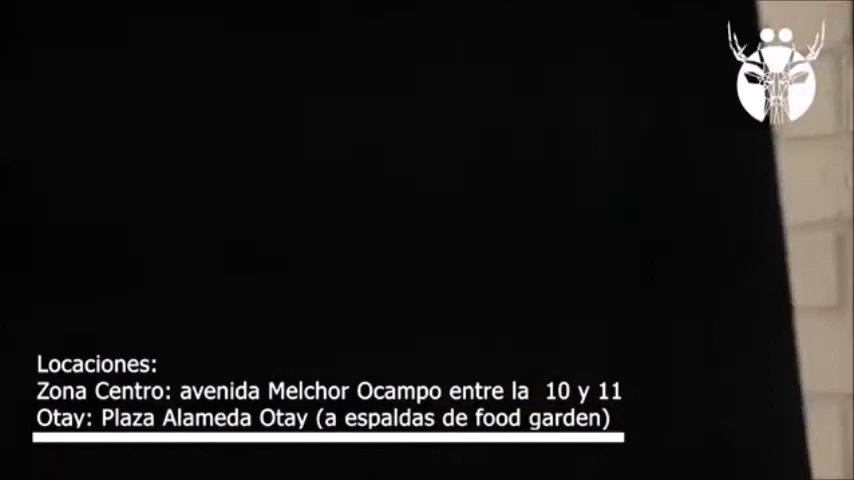 Locaciones:
Zona Centro: avenida Melchor Ocampo entre la 10 y 11
Otay: Plaza Alameda Otay (a espaldas de food garden)